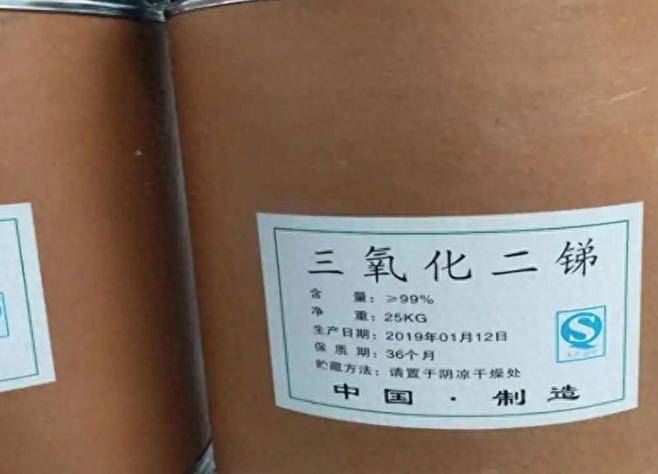 三氧化二锑
含 量：≥99%
净 重：25KG
生产日期：2019年01月12日
保 质 期：36个月
贮藏方法：请置于阴凉干燥处
中国·制造